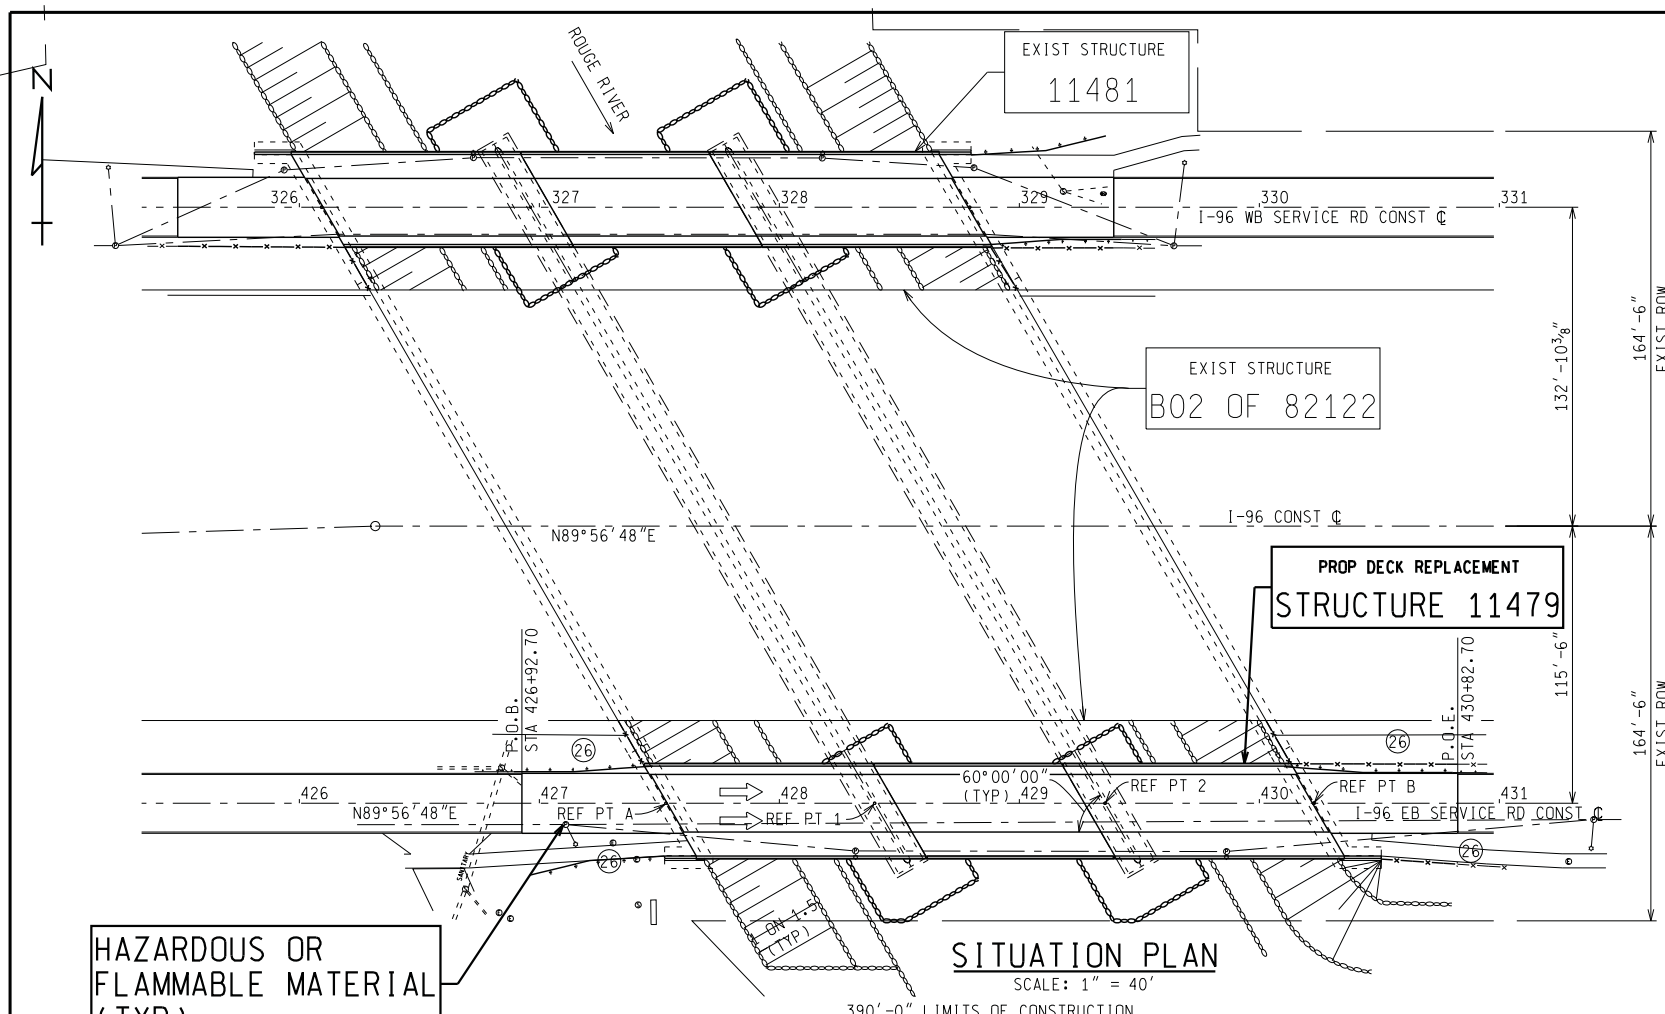 N
ROUGE RIVER
EXIST STRUCTURE
11481
326
327
328
329
330
331
I-96 WB SERVICE RD CONST ℄
132'-10⅜"
164'-6"
EXIST ROW
EXIST STRUCTURE
B02 OF 82122
I-96 CONST ℄
N89°56'48"E
PROP DECK REPLACEMENT
STRUCTURE 11479
115'-6"
164'-6"
EXIST ROW
P.O.B.
STA 426+92.70
P.O.E.
STA 430+82.70
26
26
426
427
428
429
430
431
60°00'00"
(TYP)
REF PT 2
REF PT B
N89°56'48"E
REF PT A
REF PT 1
I-96 EB SERVICE RD CONST ℄
26
26
SANITARY
ON 1.5
(TYP)
HAZARDOUS OR
FLAMMABLE MATERIAL
(TYP)
SITUATION PLAN
SCALE: 1" = 40'
390'-0" LIMITS OF CONSTRUCTION